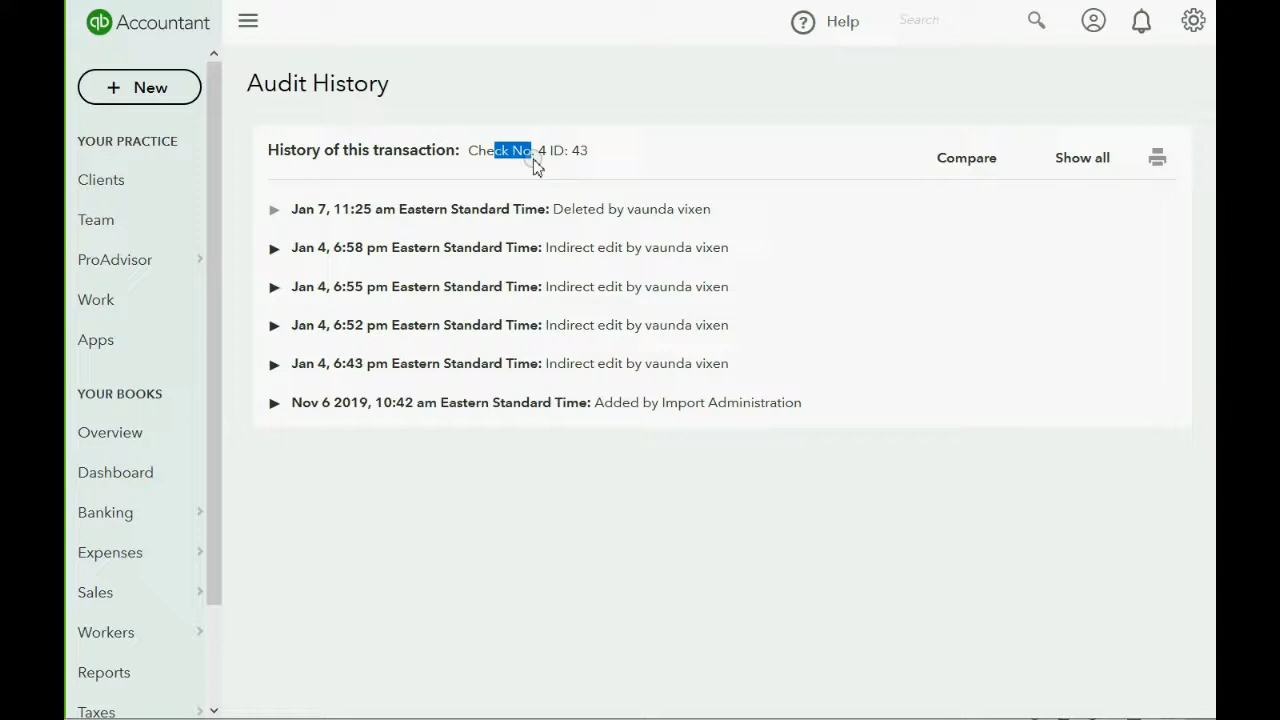 qb Accountant
Help
Search
+ New
Audit History
YOUR PRACTICE
Clients
Team
ProAdvisor
Work
Apps
YOUR BOOKS
Overview
Dashboard
Banking
Expenses
Sales
Workers
Reports
Taxes
History of this transaction: Check No. 4 ID: 43
Compare
Show all
Jan 7, 11:25 am Eastern Standard Time: Deleted by vaunda vixen
Jan 4, 6:58 pm Eastern Standard Time: Indirect edit by vaunda vixen
Jan 4, 6:55 pm Eastern Standard Time: Indirect edit by vaunda vixen
Jan 4, 6:52 pm Eastern Standard Time: Indirect edit by vaunda vixen
Jan 4, 6:43 pm Eastern Standard Time: Indirect edit by vaunda vixen
Nov 6 2019, 10:42 am Eastern Standard Time: Added by Import Administration